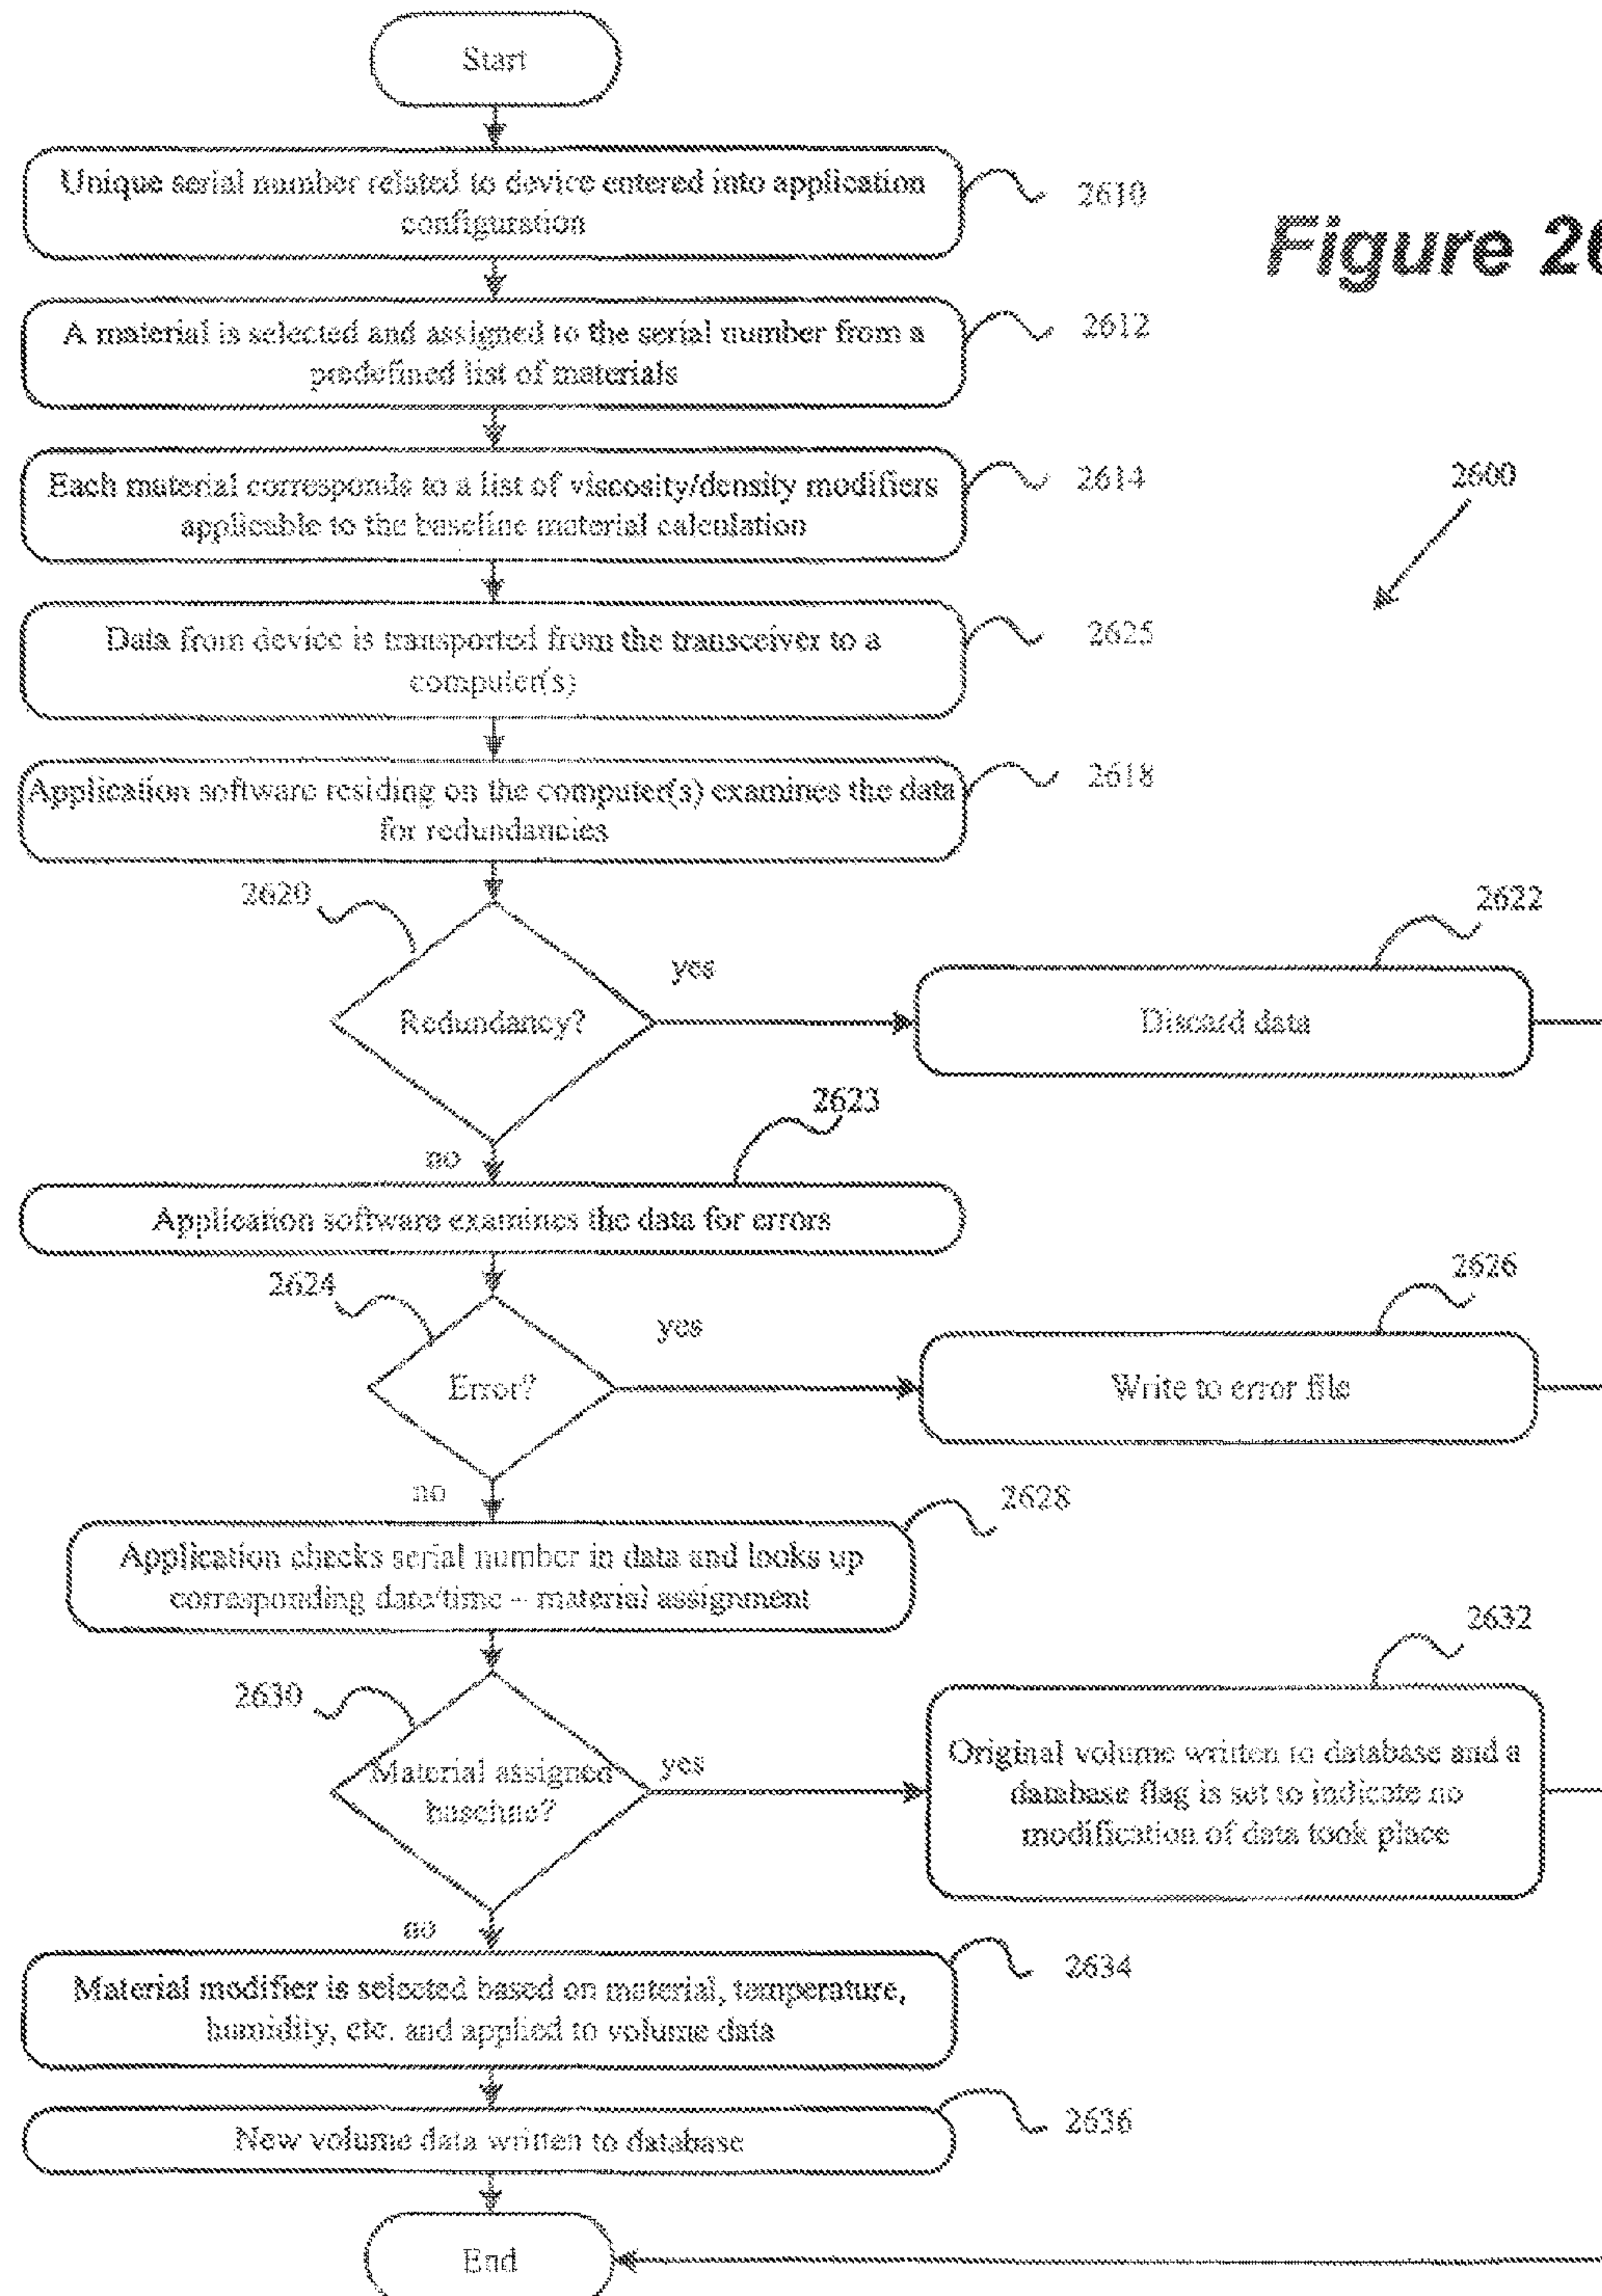 Start
Unique serial number related to device entered into application
configuration
2610
Figure 26
A material is selected and assigned to the serial number from a
predefined list of materials
2612
Each material corresponds to a list of viscosity/density modifiers
applicable to the baseline material calculation
2614
2600
Data from device is transported from the transceiver to a
computer(s)
2625
Application software residing on the computer(s) examines the data
for redundancies
2618
2620
2622
yes
Redundancy?
Discard data
2623
no
Application software examines the data for errors
2624
2626
yes
Error?
Write to error file
no
2628
Application checks serial number in data and looks up
corresponding date/time -- material assignment
2632
2630
Material assigned
baseline?
yes
Original volume written to database and a
database flag is set to indicate no
modification of data took place
no
Material modifier is selected based on material, temperature,
humidity, etc. and applied to volume data
2634
New volume data written to database
2636
End